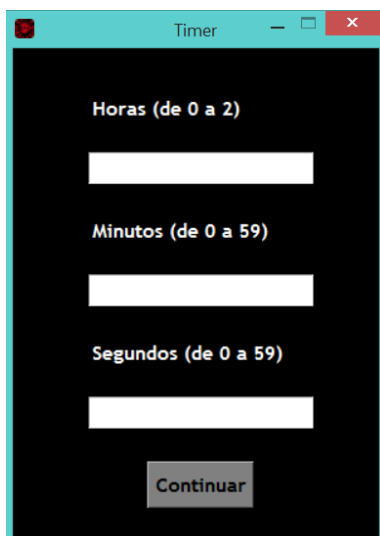 Timer
Horas (de 0 a 2)
Minutos (de 0 a 59)
Segundos (de 0 a 59)
Continuar